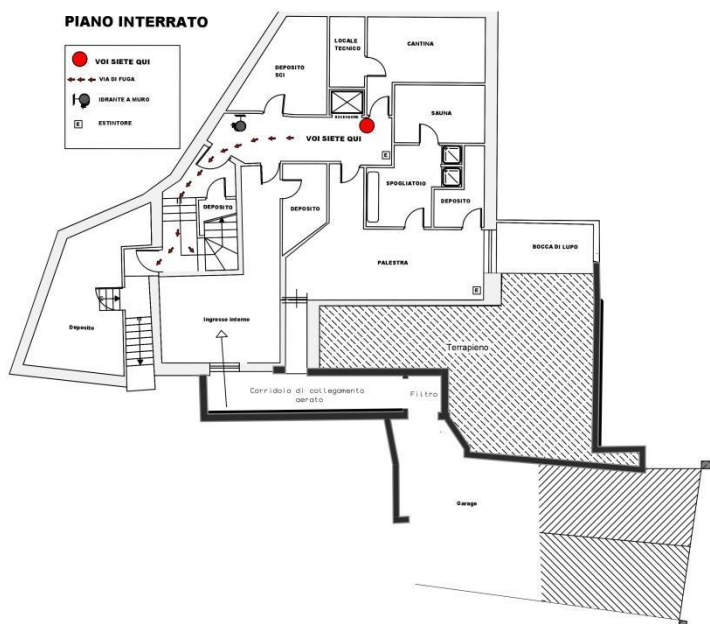 PIANO INTERRATO
VOI SIETE QUI
VIA DI FUGA
IDRANTE A MURO
E
ESTINTORE
LOCALE
TECNICO
CANTINA
DEPOSITO
SCI
SAUNA
VOI SIETE QUI
E
SPOGLIATOIO
DEPOSITO
DEPOSITO
DEPOSITO
BOCCA DI LUPO
PALESTRA
E
Deposito
Ingresso interno
Terrapieno
Corridoio di collegamento
aerato
Filtro
Garage